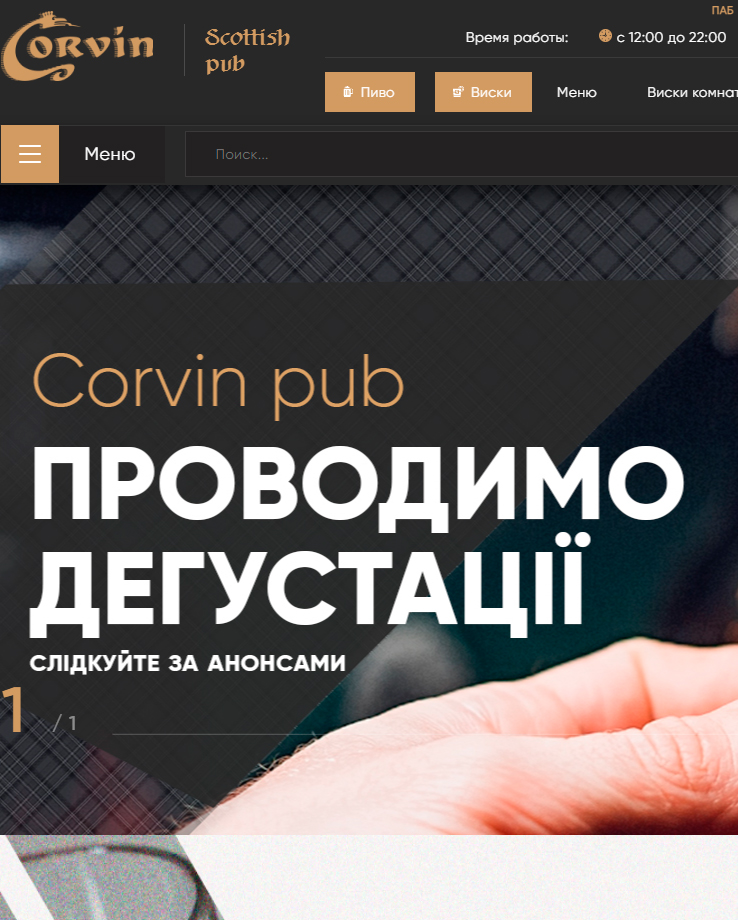 ПАБ
Corvin
Scottish
pub
Время работы:
с 12:00 до 22:00
Пиво
Виски
Меню
Виски
Меню
Поиск...
Corvin pub
ПРОВОДИМО
ДЕГУСТАЦІЇ
СЛІДКУЙТЕ ЗА АНОНСАМИ
1
/ 1